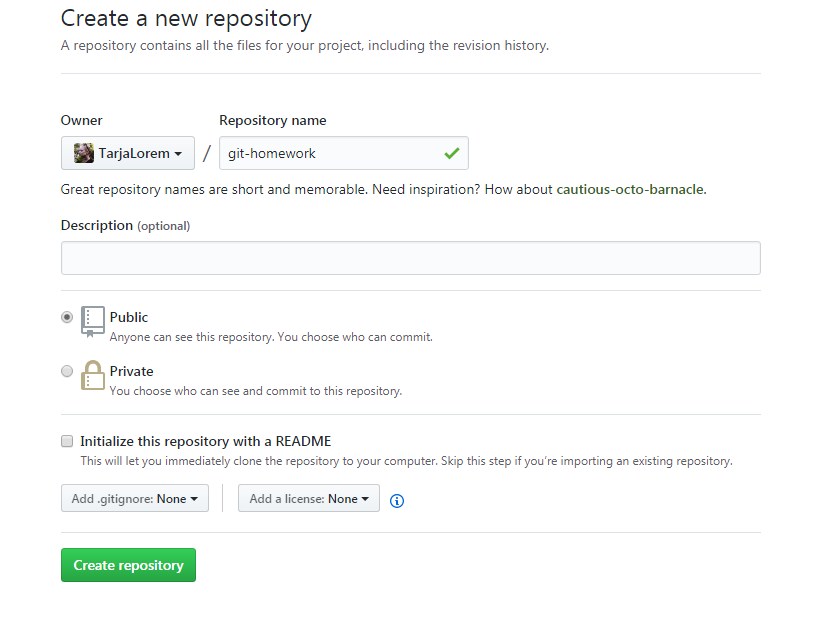 Create a new repository
A repository contains all the files for your project, including the revision history.
Owner Repository name
TarjaLorem / git-homework
Great repository names are short and memorable. Need inspiration? How about cautious-octo-barnacle.
Description (optional)
Public
Anyone can see this repository. You choose who can commit.
Private
You choose who can see and commit to this repository.
Initialize this repository with a README
This will let you immediately clone the repository to your computer. Skip this step if you’re importing an existing repository.
Add .gitignore: None Add a license: None
Create repository